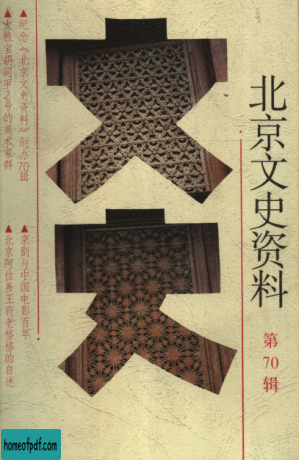 北京文史资料
第70辑
▲纪念《北京文史资料》创办70辑
▲大雅宝胡同甲2号的美术家群
▲京剧与中国电影百年
▲北京阿拉善王府老格格的自述
文史
homeofpdf.com